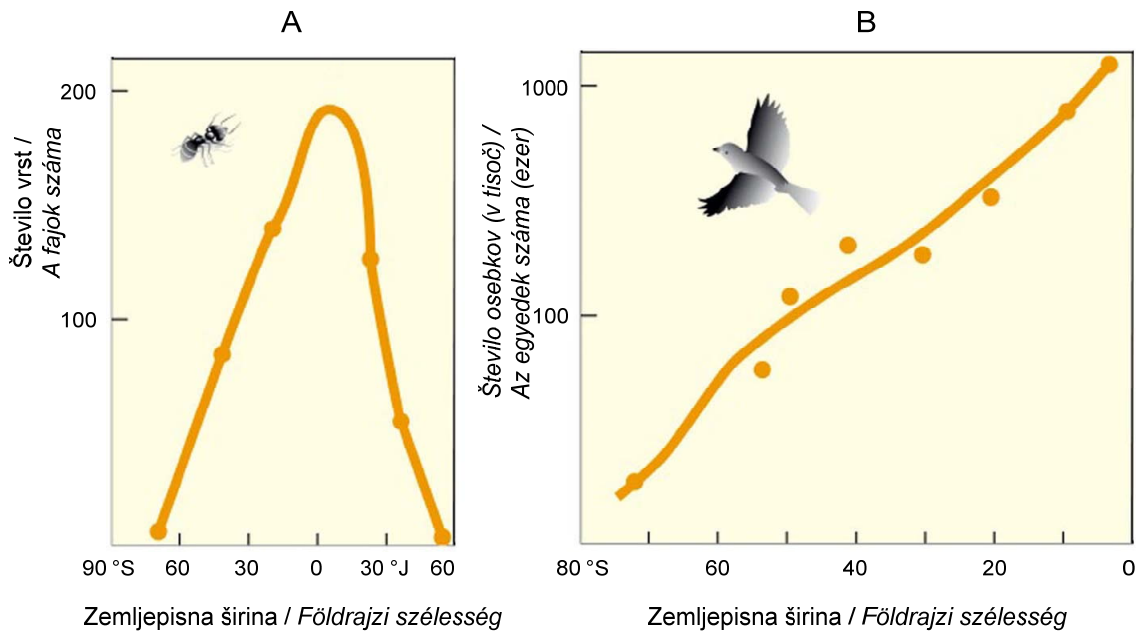 A
Število vrst /
A fajok száma
200
100
90 °S 60 30 0 30 °J 60
Zemljepisna širina / Földrajzi szélesség
B
Število osebkov (v tisoč) /
Az egyedek száma (ezer)
1000
100
80 °S 60 40 20 0
Zemljepisna širina / Földrajzi szélesség